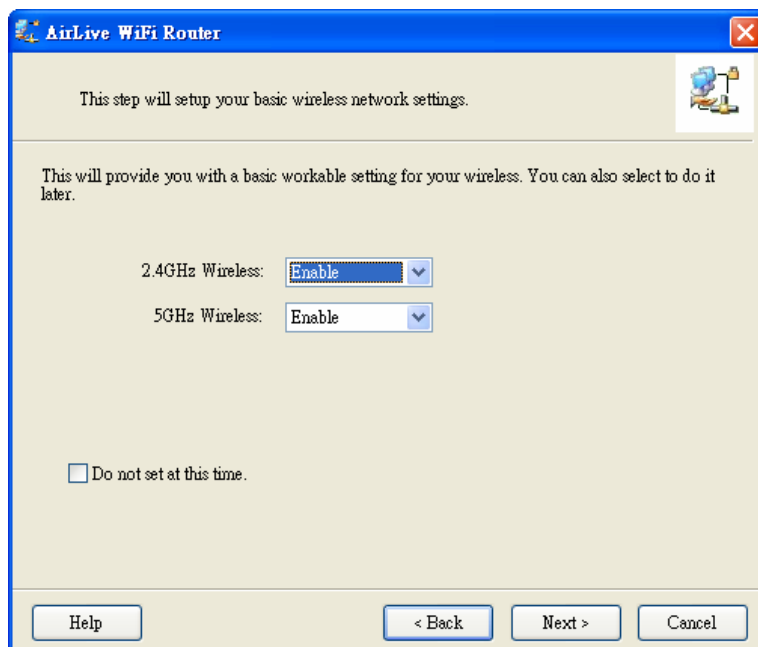 AirLive WiFi Router
This step will setup your basic wireless network settings.
This will provide you with a basic workable setting for your wireless. You can also select to do it
later.
2.4GHz Wireless: Enable
5GHz Wireless: Enable
Do not set at this time.
Help < Back Next > Cancel